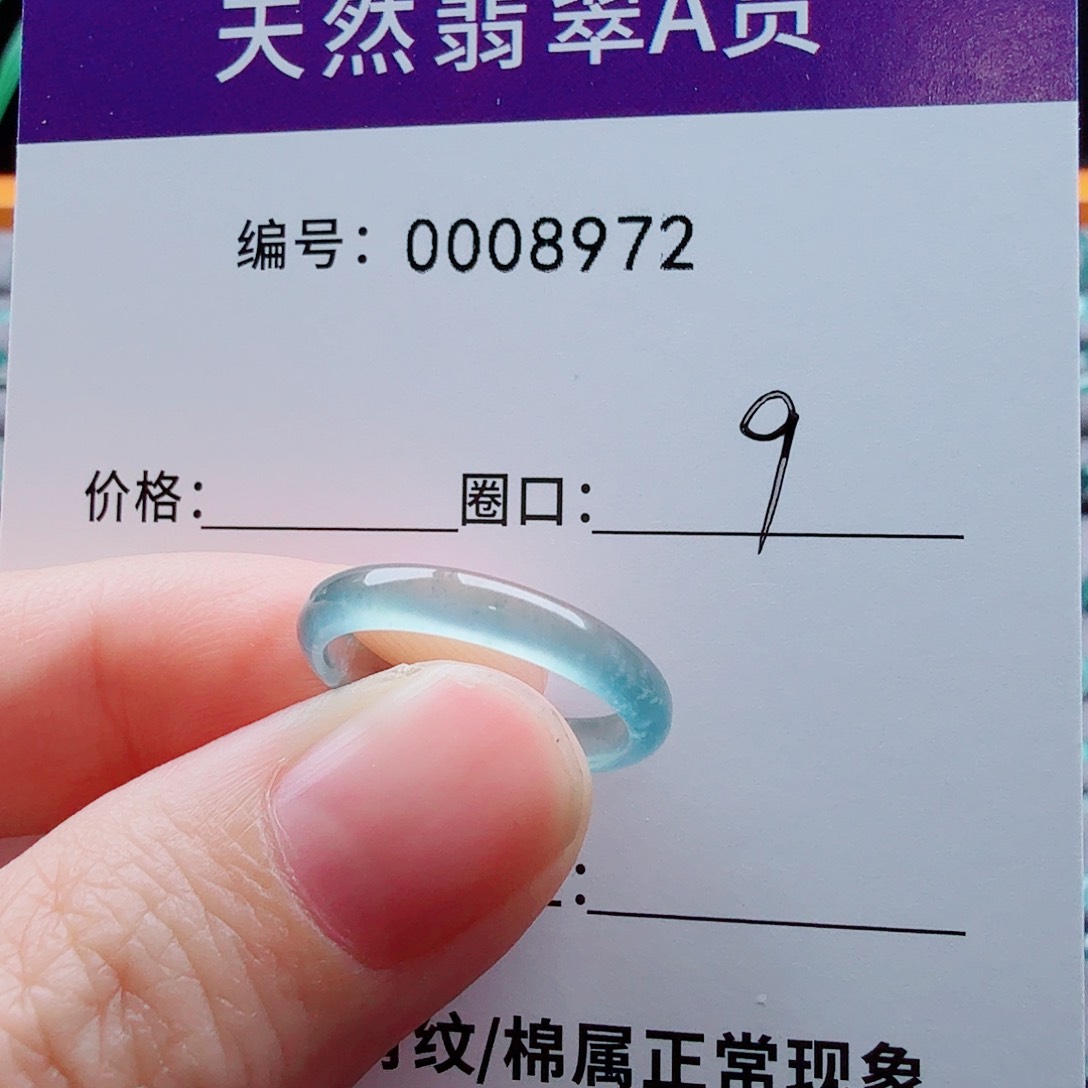 天然翡翠A货
编号：0008972
价格：
圈口：9
：
纹/棉属正常现象